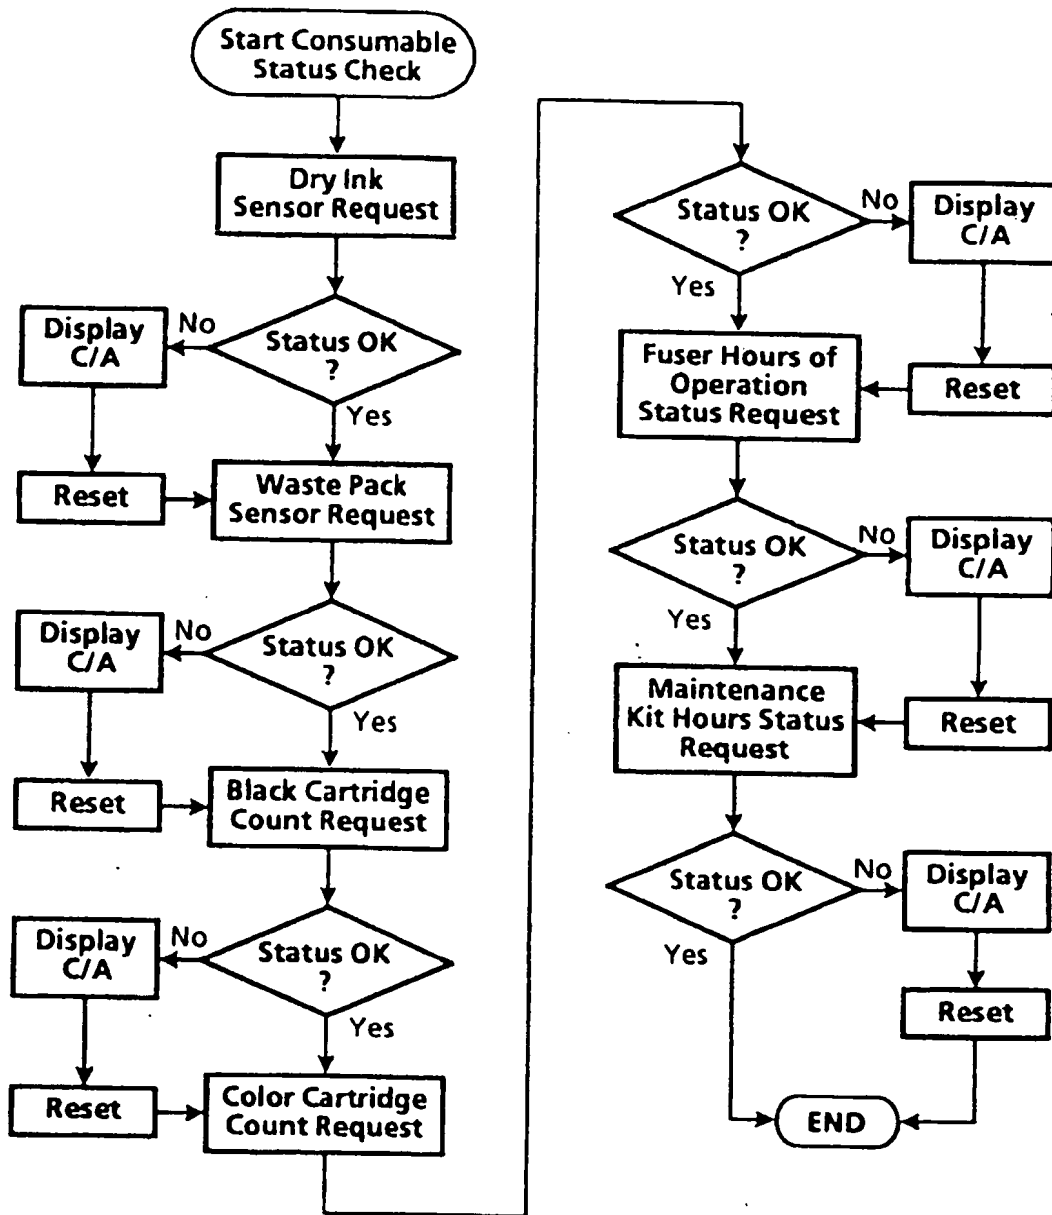 Start Consumable
Status Check
Dry Ink
Sensor Request
Status OK
?
No
Display
C/A
Reset
Yes
Waste Pack
Sensor Request
Status OK
?
No
Display
C/A
Reset
Yes
Black Cartridge
Count Request
Status OK
?
No
Display
C/A
Reset
Yes
Color Cartridge
Count Request
Status OK
?
No
Display
C/A
Reset
Yes
Fuser Hours of
Operation
Status Request
Status OK
?
No
Display
C/A
Reset
Yes
Maintenance
Kit Hours Status
Request
Status OK
?
No
Display
C/A
Reset
Yes
END